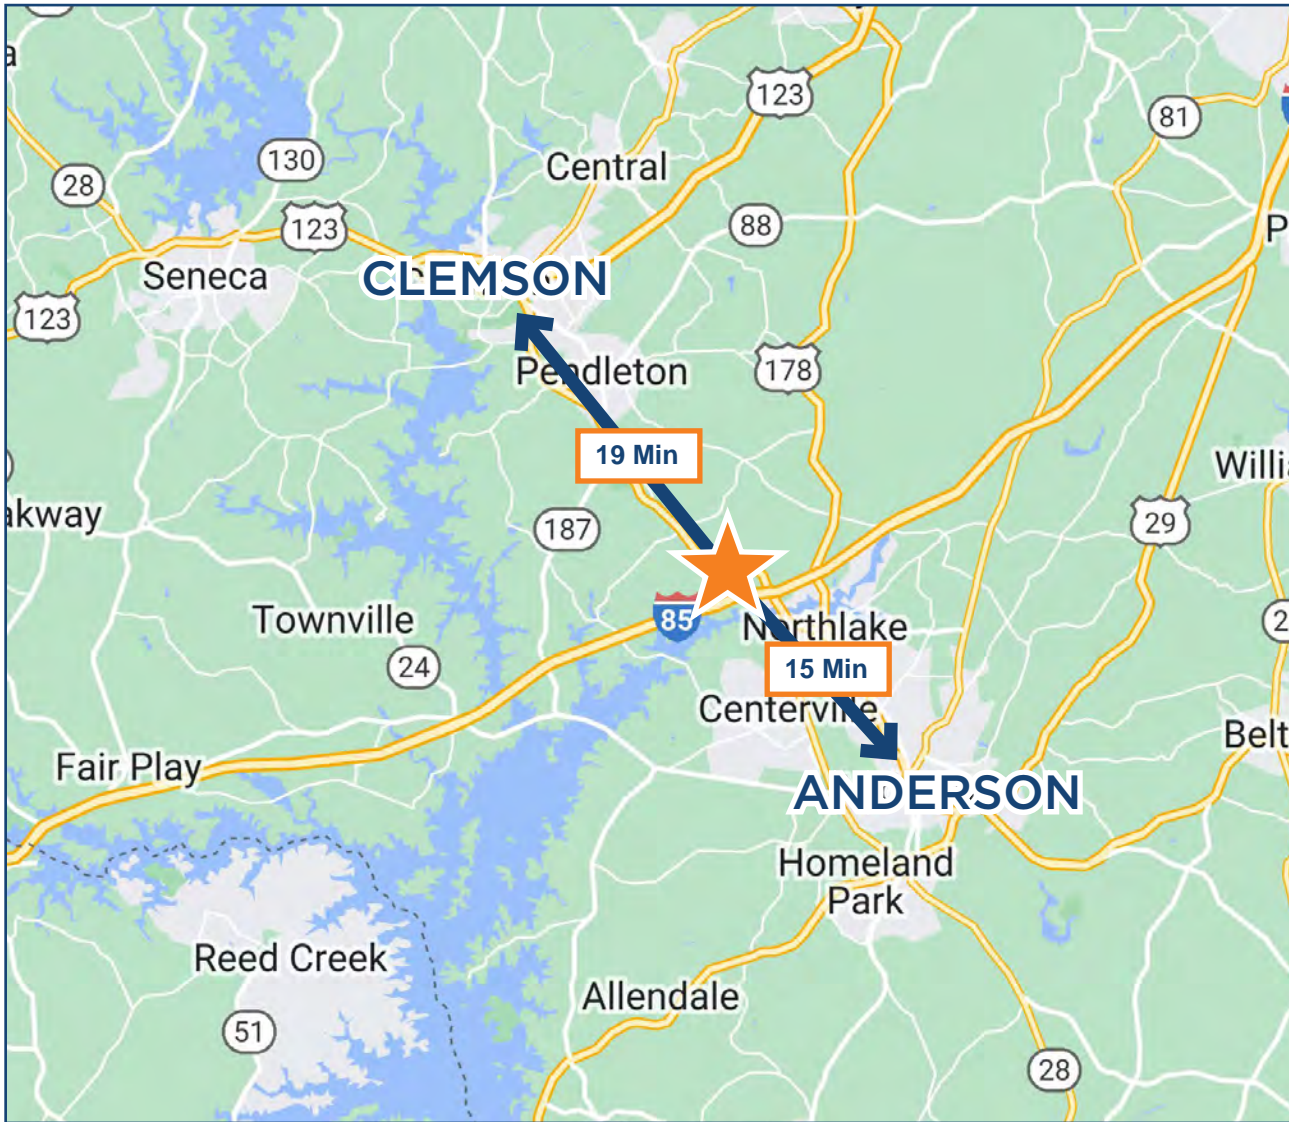 123
81
Central
130
28
88
123
CLEMSON
Seneca
123
178
Pendleton
19 Min
Willi
akway
187
29
85
Townville
Northlake
24
15 Min
Centerville
Belt
Fair Play
ANDERSON
Homeland
Park
Reed Creek
Allendale
51
28